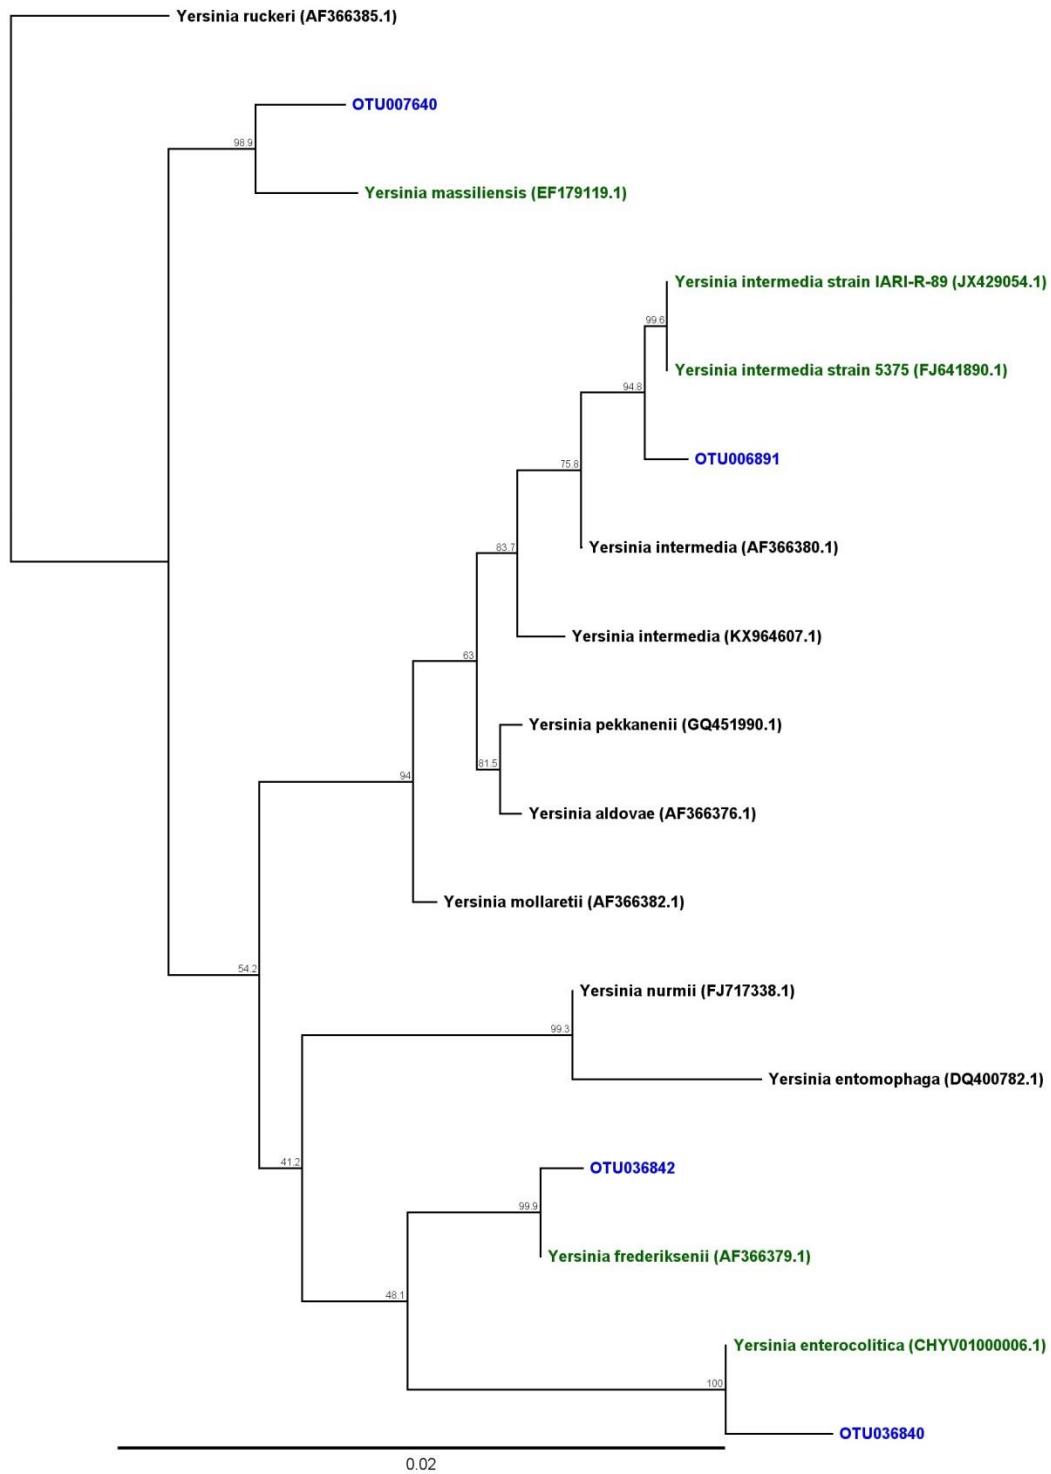 Yersinia ruckeri (AF366385.1)
OTU007640
98.9
Yersinia massiliensis (EF179119.1)
Yersinia intermedia strain IARI-R-89 (JX429054.1)
99.6
Yersinia intermedia strain 5375 (FJ641890.1)
94.8
OTU006891
75.8
Yersinia intermedia (AF366380.1)
83.7
Yersinia intermedia (KX964607.1)
63
Yersinia pekkanenii (GQ451990.1)
81.5
94
Yersinia aldovae (AF366376.1)
Yersinia mollaretii (AF366382.1)
54.2
Yersinia nurmii (FJ717338.1)
99.3
Yersinia entomophaga (DQ400782.1)
41.2
OTU036842
99.9
Yersinia frederiksenii (AF366379.1)
48.1
Yersinia enterocolitica (CHYV01000006.1)
100
OTU036840
0.02